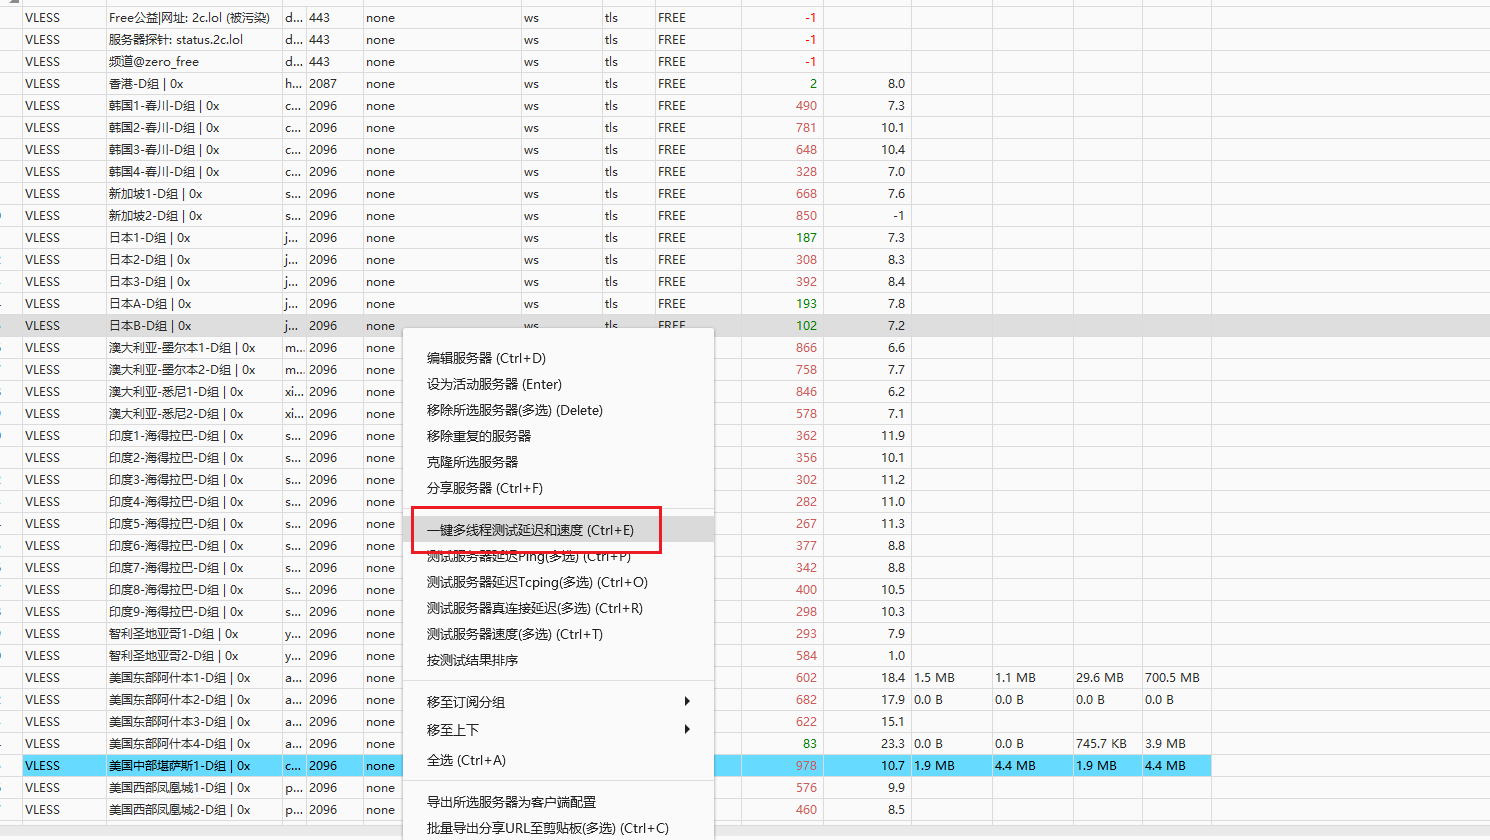 VLESS Free公益|网址: 2c.lol (被污染) d... 443 none ws tls FREE -1
VLESS 服务器探针: status.2c.lol d... 443 none ws tls FREE -1
VLESS 频道@zero_free d... 443 none ws tls FREE -1
VLESS 香港-D组 | 0x h... 2087 none ws tls FREE 2 8.0
VLESS 韩国1-春川-D组 | 0x c... 2096 none ws tls FREE 490 7.3
VLESS 韩国2-春川-D组 | 0x c... 2096 none ws tls FREE 781 10.1
VLESS 韩国3-春川-D组 | 0x c... 2096 none ws tls FREE 648 10.4
VLESS 韩国4-春川-D组 | 0x c... 2096 none ws tls FREE 328 7.0
VLESS 新加坡1-D组 | 0x s... 2096 none ws tls FREE 668 7.6
VLESS 新加坡2-D组 | 0x s... 2096 none ws tls FREE 850 -1
VLESS 日本1-D组 | 0x j... 2096 none ws tls FREE 187 7.3
VLESS 日本2-D组 | 0x j... 2096 none ws tls FREE 308 8.3
VLESS 日本3-D组 | 0x j... 2096 none ws tls FREE 392 8.4
VLESS 日本A-D组 | 0x j... 2096 none ws tls FREE 193 7.8
VLESS 日本B-D组 | 0x j... 2096 none ws tls FREE 102 7.2
VLESS 澳大利亚-墨尔本1-D组 | 0x m... 2096 none 866 6.6
VLESS 澳大利亚-墨尔本2-D组 | 0x m... 2096 none 758 7.7
VLESS 澳大利亚-悉尼1-D组 | 0x xi... 2096 none 846 6.2
VLESS 澳大利亚-悉尼2-D组 | 0x xi... 2096 none 578 7.1
VLESS 印度1-海得拉巴-D组 | 0x s... 2096 none 362 11.9
VLESS 印度2-海得拉巴-D组 | 0x s... 2096 none 356 10.1
VLESS 印度3-海得拉巴-D组 | 0x s... 2096 none 302 11.2
VLESS 印度4-海得拉巴-D组 | 0x s... 2096 none 282 11.0
VLESS 印度5-海得拉巴-D组 | 0x s... 2096 none 267 11.3
VLESS 印度6-海得拉巴-D组 | 0x s... 2096 none 377 8.8
VLESS 印度7-海得拉巴-D组 | 0x s... 2096 none 342 8.8
VLESS 印度8-海得拉巴-D组 | 0x s... 2096 none 400 10.5
VLESS 印度9-海得拉巴-D组 | 0x s... 2096 none 298 10.3
VLESS 智利圣地亚哥1-D组 | 0x y... 2096 none 293 7.9
VLESS 智利圣地亚哥2-D组 | 0x y... 2096 none 584 1.0
VLESS 美国东部阿什本1-D组 | 0x a... 2096 none 602 18.4 1.5 MB 1.1 MB 29.6 MB 700.5 MB
VLESS 美国东部阿什本2-D组 | 0x a... 2096 none 682 17.9 0.0 B 0.0 B 0.0 B 0.0 B
VLESS 美国东部阿什本3-D组 | 0x a... 2096 none 622 15.1
VLESS 美国东部阿什本4-D组 | 0x a... 2096 none 83 23.3 0.0 B 0.0 B 745.7 KB 3.9 MB
VLESS 美国中部堪萨斯1-D组 | 0x c... 2096 none 978 10.7 1.9 MB 4.4 MB 1.9 MB 4.4 MB
VLESS 美国西部凤凰城1-D组 | 0x p... 2096 none 576 9.9
VLESS 美国西部凤凰城2-D组 | 0x p... 2096 none 460 8.5
编辑服务器 (Ctrl+D)
设为活动服务器 (Enter)
移除所选服务器(多选) (Delete)
移除重复的服务器
克隆所选服务器
分享服务器 (Ctrl+F)
一键多线程测试延迟和速度 (Ctrl+E)
测试服务器延迟Ping(多选) (Ctrl+P)
测试服务器延迟Tcping(多选) (Ctrl+O)
测试服务器真连接延迟(多选) (Ctrl+R)
测试服务器速度(多选) (Ctrl+T)
按测试结果排序
移至订阅分组
移至上下
全选 (Ctrl+A)
导出所选服务器为客户端配置
批量导出分享URL至剪贴板(多选) (Ctrl+C)